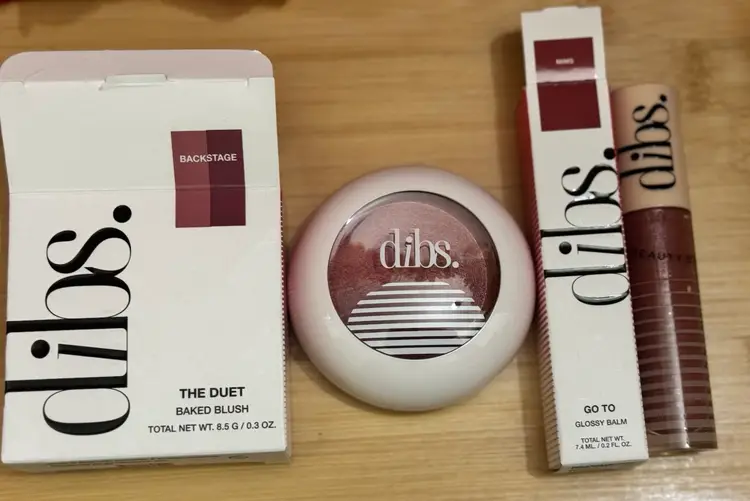 BACKSTAGE
dibs.
THE DUET
BAKED BLUSH
TOTAL NET WT. 8.5 G / 0.3 OZ.
dibs.
dibs.
GO TO
GLOSSY BALM
TOTAL NET WT.
7.4 ML. / 0.2 FL. OZ.
dibs.